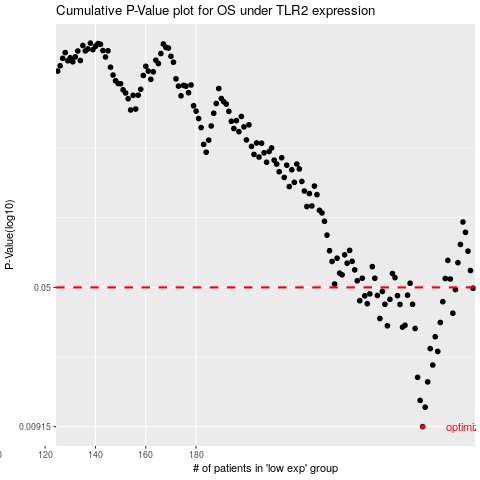 Cumulative P-Value plot for OS under TLR2 expression
P-Value(log10)
0.05
0.00915
optimi
0
120
140
160
180
# of patients in 'low exp' group